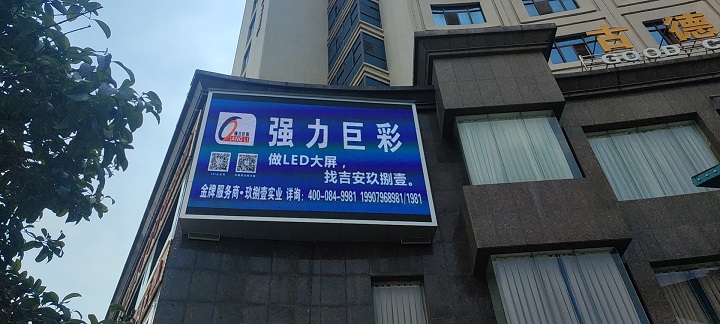 强力巨彩
QIANGLI
做LED大屏，
找吉安玖捌壹。
金牌服务商·玖捌壹实业 详询：400-084-9981 19907968981/1981
古德
GOOD